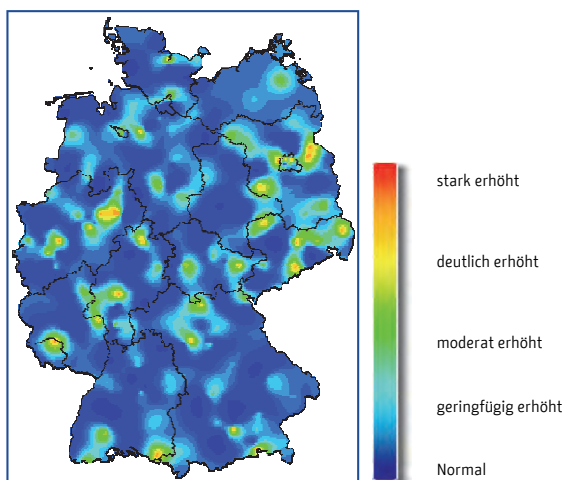 stark erhöht
deutlich erhöht
moderat erhöht
geringfügig erhöht
Normal